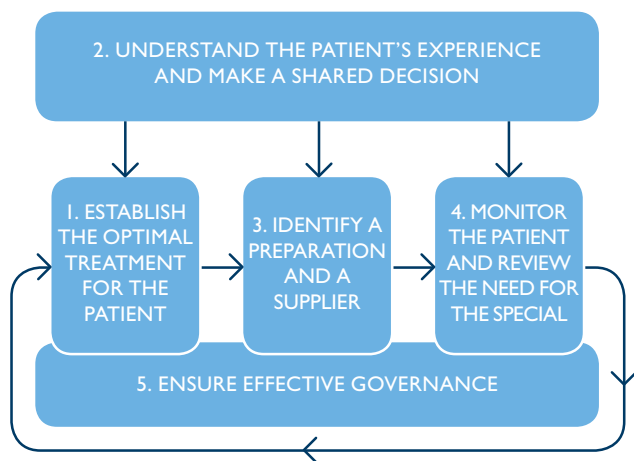 2. UNDERSTAND THE PATIENT’S EXPERIENCE
AND MAKE A SHARED DECISION
1. ESTABLISH
THE OPTIMAL
TREATMENT
FOR THE
PATIENT
3. IDENTIFY A
PREPARATION
AND A
SUPPLIER
4. MONITOR
THE PATIENT
AND REVIEW
THE NEED FOR
THE SPECIAL
5. ENSURE EFFECTIVE GOVERNANCE